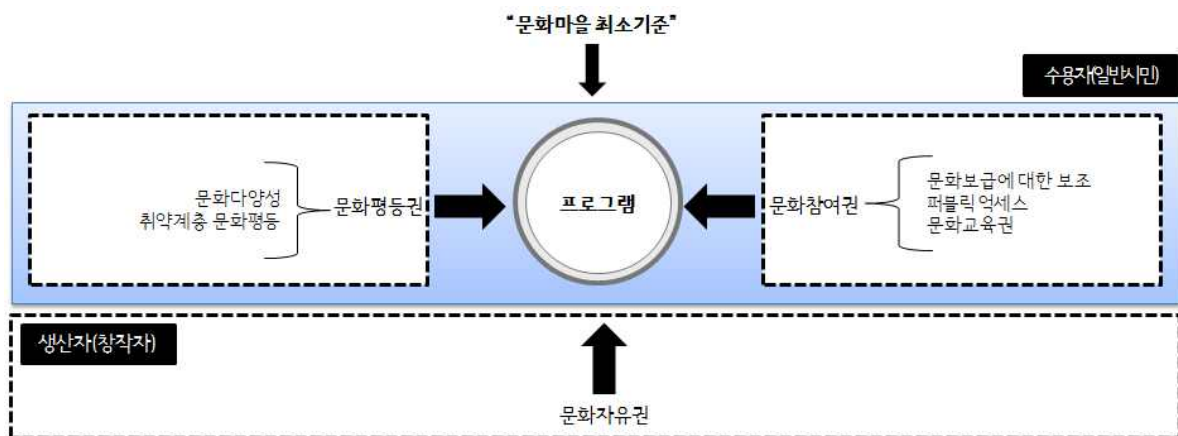 “문화마을 최소기준”
수용자(일반시민)
문화다양성
취약계층 문화평등
문화평등권
프로그램
문화참여권
문화보급에 대한 보조
퍼블릭 억세스
문화교육권
생산자(창작자)
문화자유권